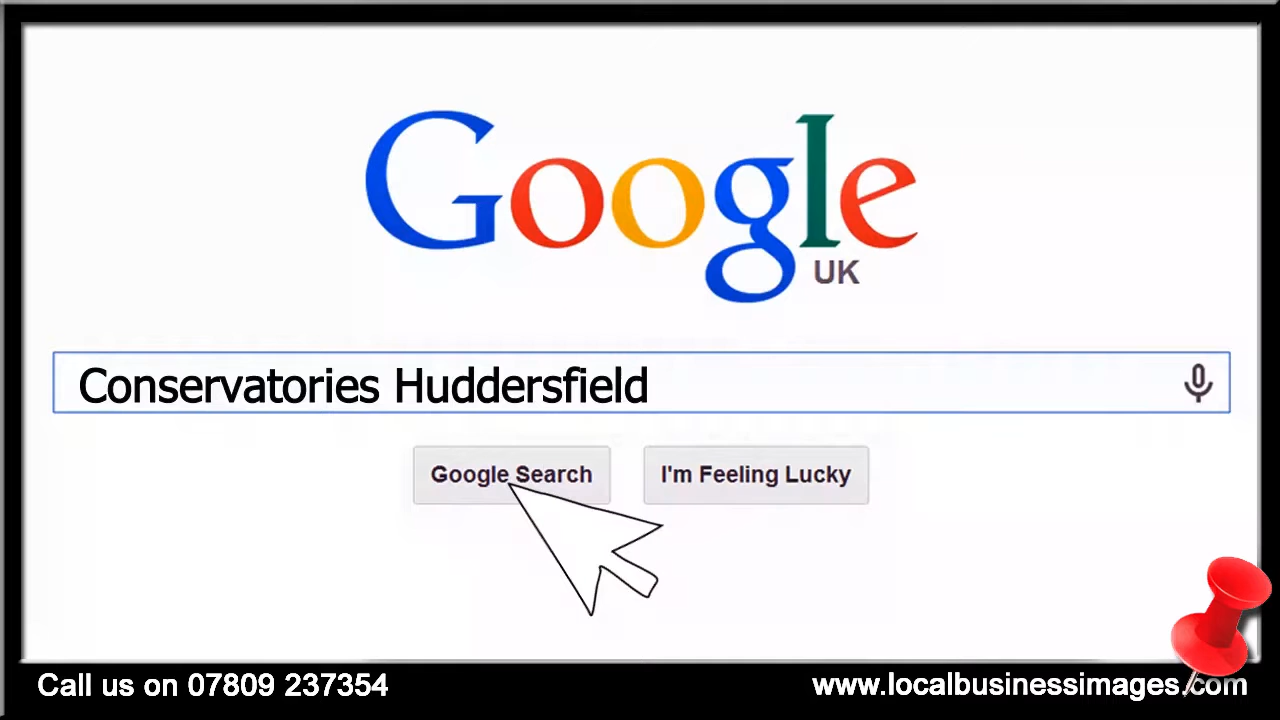 Google
UK
Conservatories Huddersfield
Google Search I'm Feeling Lucky
Call us on 07809 237354 www.localbusinessimages.com